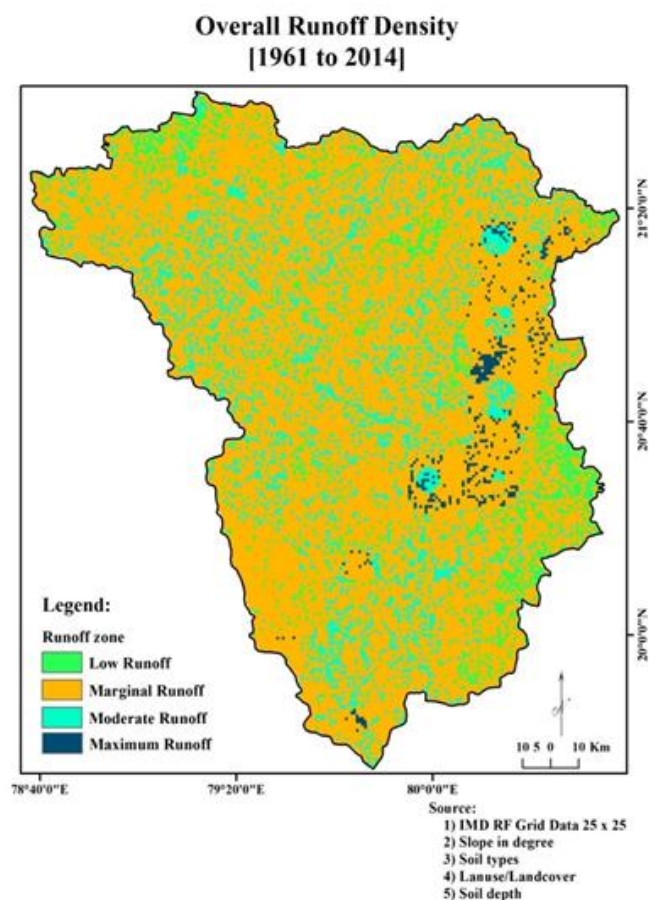 Overall Runoff Density
[1961 to 2014]
21°20'0"N
20°40'0"N
20°0'0"N
Legend:
Runoff zone
Low Runoff
Marginal Runoff
Moderate Runoff
Maximum Runoff
10 5 0 10 Km
78°40'0"E
79°20'0"E
80°0'0"E
Source:
1) IMD RF Grid Data 25 x 25
2) Slope in degree
3) Soil types
4) Lanuse/Landcover
5) Soil depth